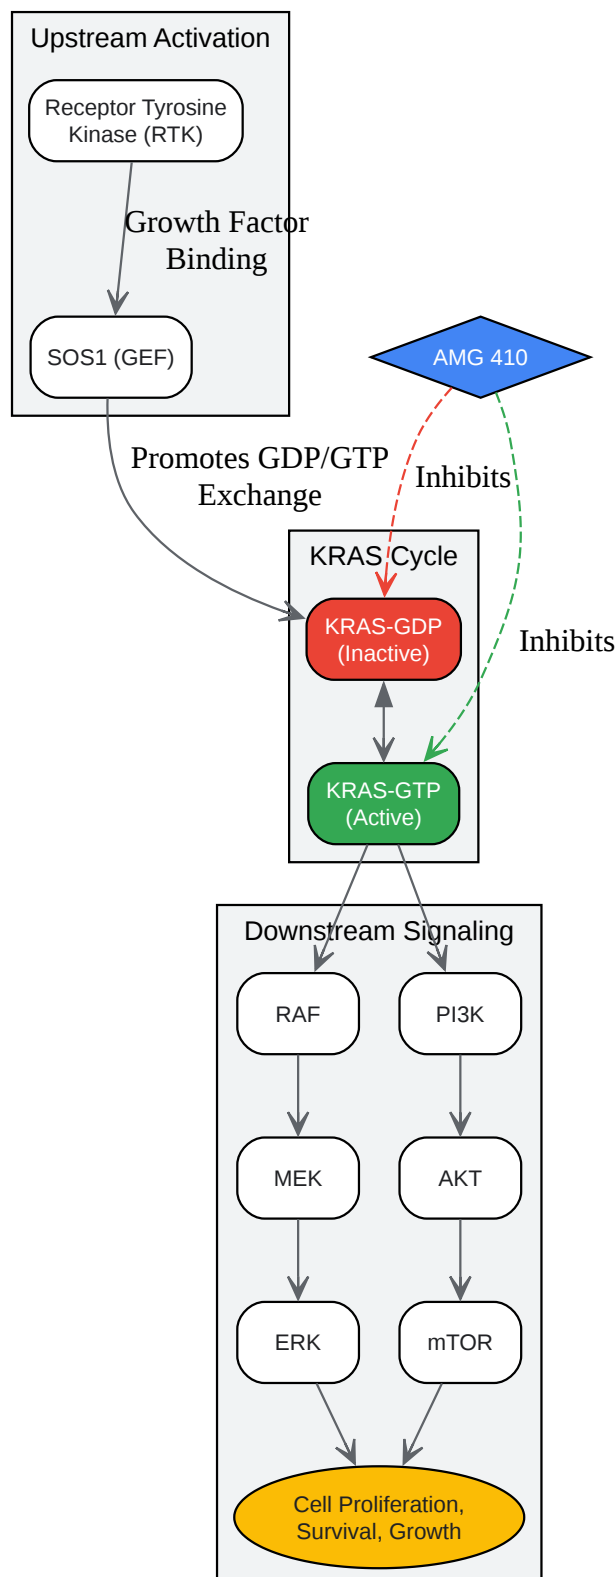 Upstream Activation
Receptor Tyrosine
Kinase (RTK)
Growth Factor
Binding
SOS1 (GEF)
AMG 410
Promotes GDP/GTP
Exchange
Inhibits
KRAS Cycle
KRAS-GDP
(Inactive)
Inhibits
KRAS-GTP
(Active)
Downstream Signaling
RAF
PI3K
MEK
AKT
ERK
mTOR
Cell Proliferation,
Survival, Growth